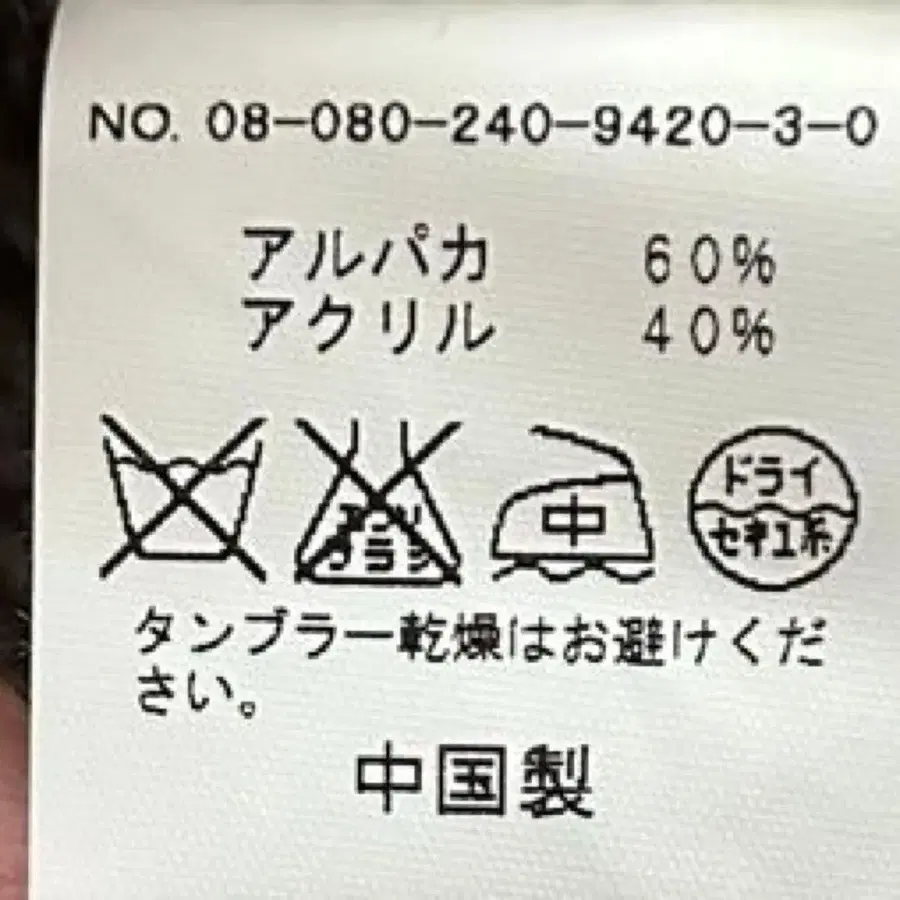 NO. 08-080-240-9420-3-0
アルパカ 60%
アクリル 40%
中
ドライ
セキユ系
タンブラー乾燥はお避けくだ
さい。
中国製